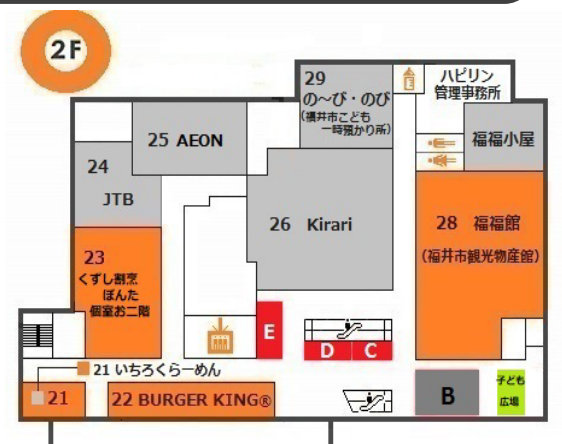 2F
29
の～び・のび
(福井市こども
一時預かり所)
ハピリン
管理事務所
25 AEON
福福小屋
24
JTB
26 Kirari
28 福福館
(福井市観光物産館)
23
くずし割烹
ぼんた
個室お二階
E
D C
21 いちろくらーめん
21
22 BURGER KING®
B
子ども
広場